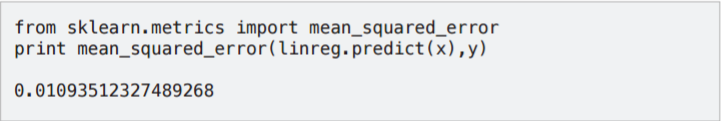 from sklearn.metrics import mean_squared_error
print mean_squared_error(linreg.predict(x),y)
0.01093512327489268